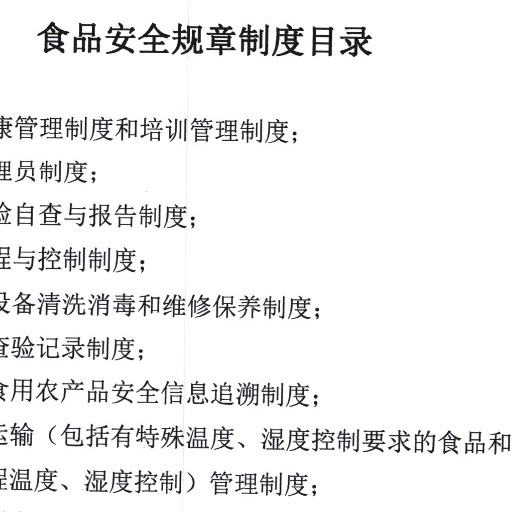 食品安全规章制度目录
康管理制度和培训管理制度；
理员制度；
检自查与报告制度；
程与控制制度；
设备清洗消毒和维修保养制度；
查验记录制度；
食用农产品安全信息追溯制度；
运输（包括有特殊温度、湿度控制要求的食品和
程温度、湿度控制）管理制度；